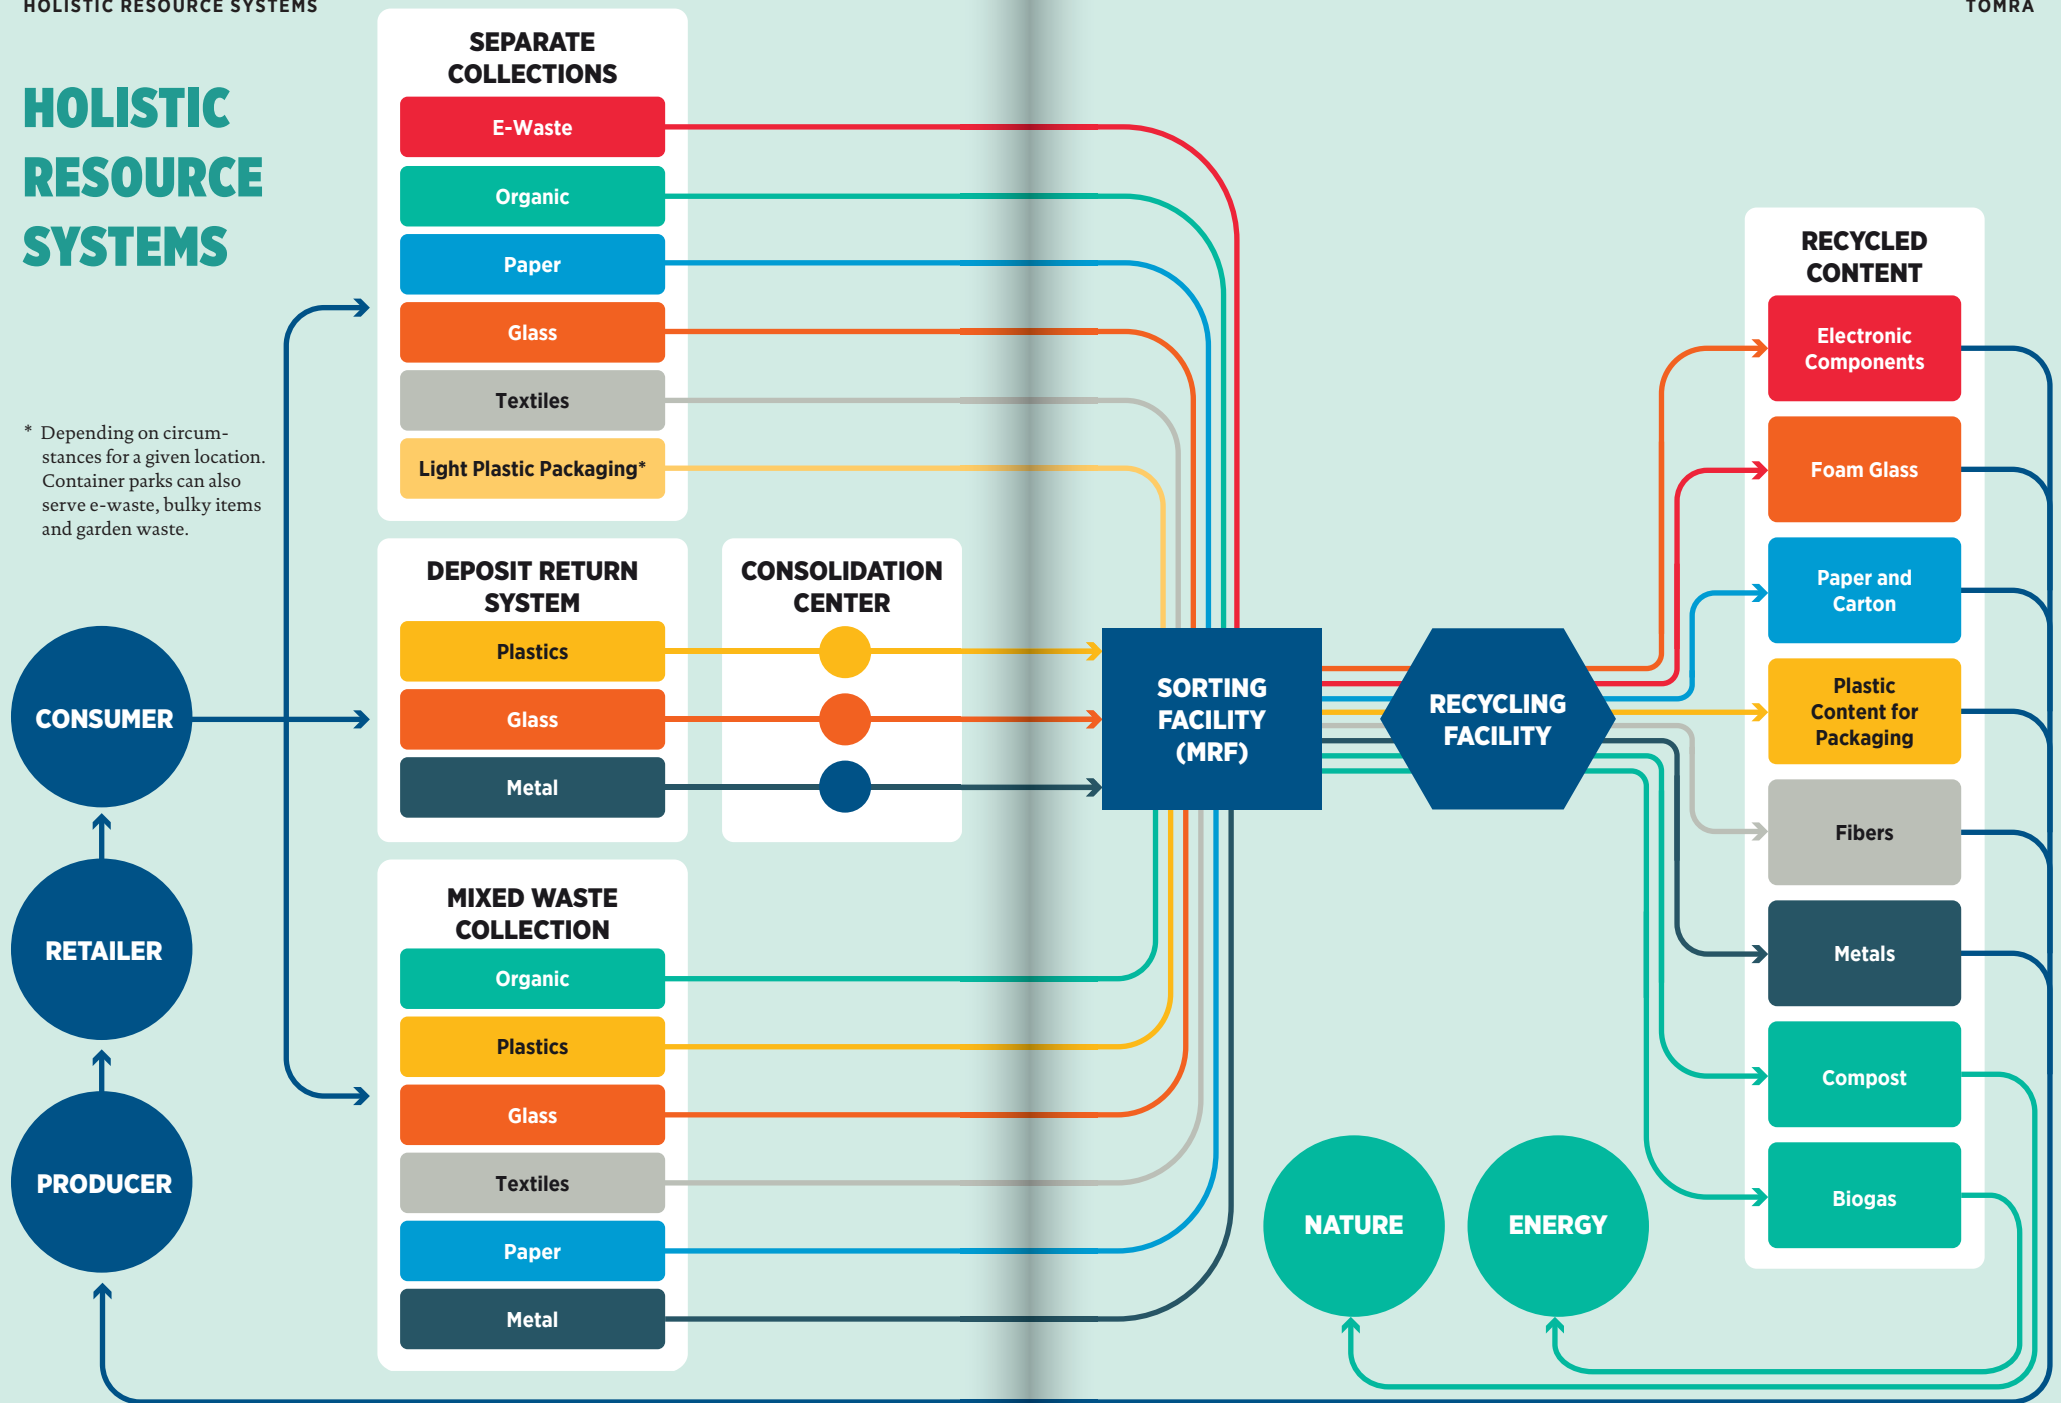 HOLISTIC RESOURCE SYSTEMS
TOMRA
HOLISTIC
RESOURCE
SYSTEMS
* Depending on circum-
stances for a given location.
Container parks can also
serve e-waste, bulky items
and garden waste.
CONSUMER
RETAILER
PRODUCER
SEPARATE
COLLECTIONS
E-Waste
Organic
Paper
Glass
Textiles
Light Plastic Packaging*
DEPOSIT RETURN
SYSTEM
Plastics
Glass
Metal
CONSOLIDATION
CENTER
MIXED WASTE
COLLECTION
Organic
Plastics
Glass
Textiles
Paper
Metal
SORTING
FACILITY
(MRF)
RECYCLING
FACILITY
NATURE
ENERGY
RECYCLED
CONTENT
Electronic
Components
Foam Glass
Paper and
Carton
Plastic
Content for
Packaging
Fibers
Metals
Compost
Biogas